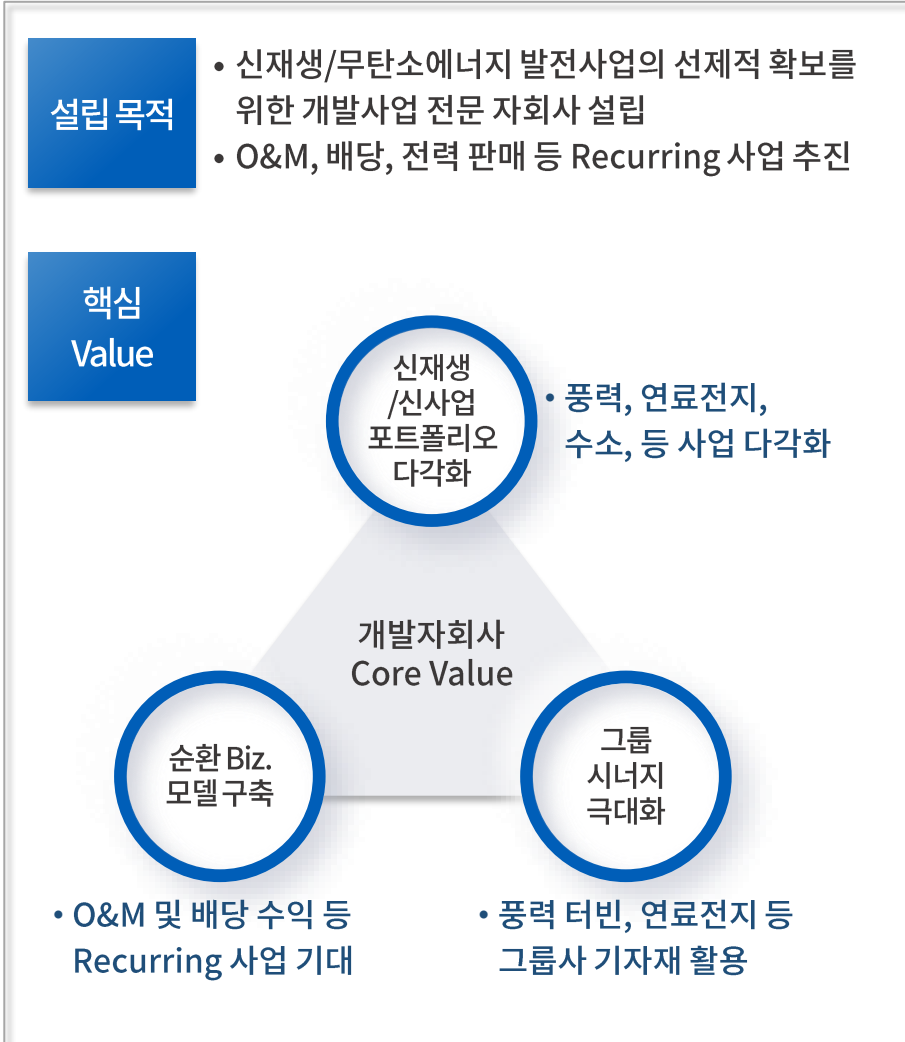 설립 목적
• 신재생/무탄소에너지 발전사업의 선제적 확보를
위한 개발사업 전문 자회사 설립
• O&M, 배당, 전력 판매 등 Recurring 사업 추진
핵심
Value
신재생
/신사업
포트폴리오
다각화
• 풍력, 연료전지,
수소, 등 사업 다각화
개발자회사
Core Value
순환 Biz.
모델 구축
그룹
시너지
극대화
• O&M 및 배당 수익 등
Recurring 사업 기대
• 풍력 터빈, 연료전지 등
그룹사 기자재 활용